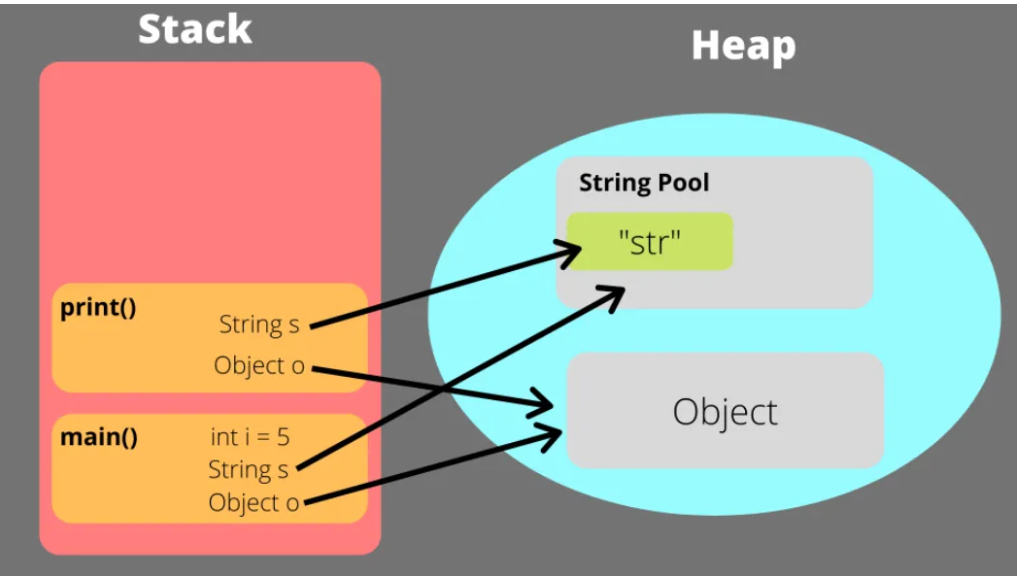 Stack
Heap
String Pool
"str"
print()
String s
Object o
main()
int i = 5
String s
Object o
Object